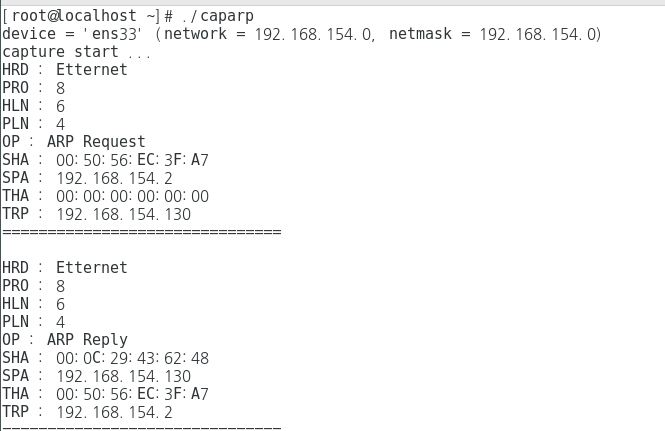 [root@localhost ~]# ./caparp
device = 'ens33' (network = 192.168.154.0, netmask = 192.168.154.0)
capture start ...
HRD : Etternet
PRO : 8
HLN : 6
PLN : 4
OP : ARP Request
SHA : 00:50:56:EC:3F:A7
SPA : 192.168.154.2
THA : 00:00:00:00:00:00
TRP : 192.168.154.130
===============================
HRD : Etternet
PRO : 8
HLN : 6
PLN : 4
OP : ARP Reply
SHA : 00:0C:29:43:62:48
SPA : 192.168.154.130
THA : 00:50:56:EC:3F:A7
TRP : 192.168.154.2
===============================